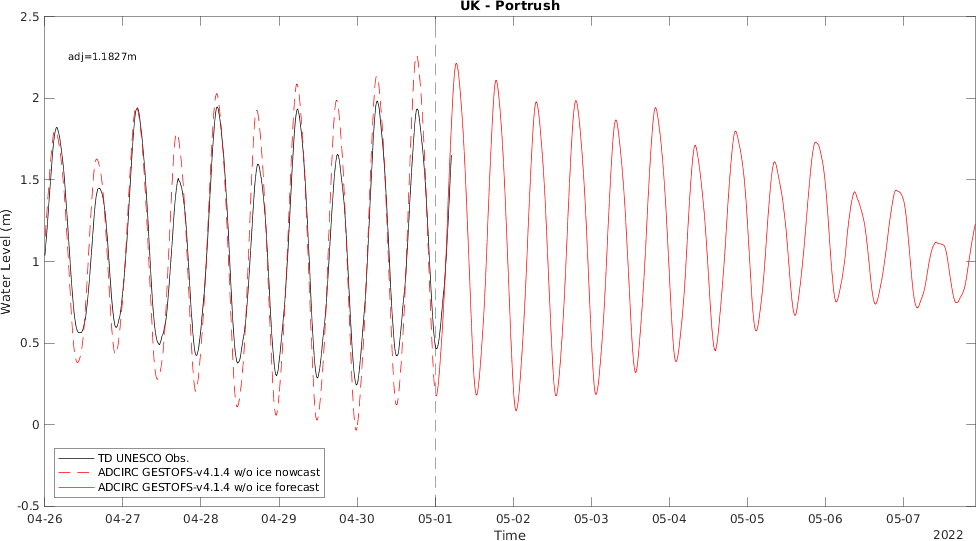 UK - Portrush
2.5
adj=1.1827m
2
1.5
1
0.5
0
-0.5
Water Level (m)
TD UNESCO Obs.
ADCIRC GESTOFS-v4.1.4 w/o ice nowcast
ADCIRC GESTOFS-v4.1.4 w/o ice forecast
04-26 04-27 04-28 04-29 04-30 05-01 05-02 05-03 05-04 05-05 05-06 05-07
Time
2022